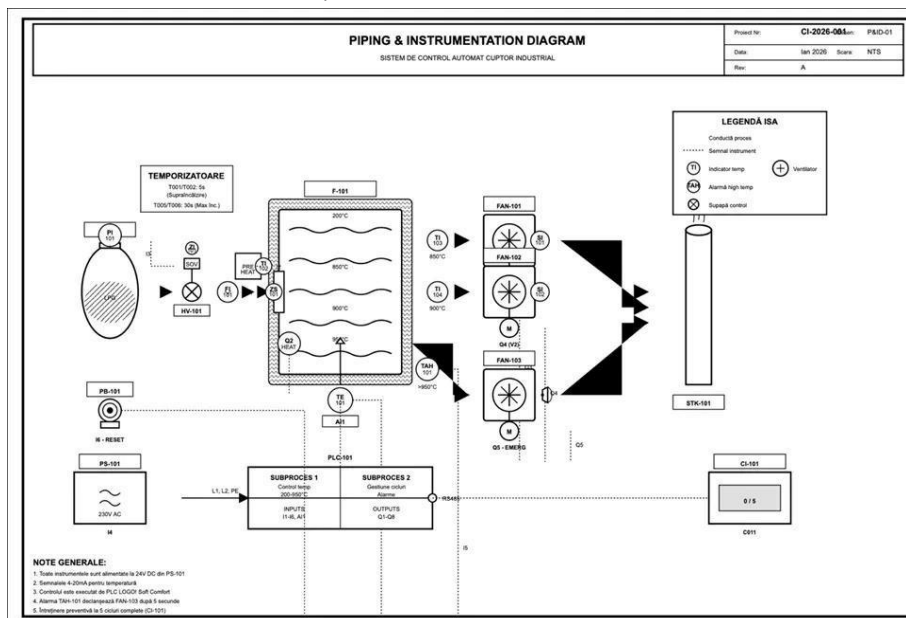 PIPING & INSTRUMENTATION DIAGRAM
SISTEM DE CONTROL AUTOMAT CUPTOR INDUSTRIAL
Proiect Nr: CI-2026-001 P&ID-01
Data: Ian 2026 Scara: NTS
Rev: A
LEGENDĂ ISA
Conductă proces
Semnal instrument
TI Indicator temp
Ventilator
TAH Alarmă high temp
Supapă control
TEMPORIZATOARE
T001/T002: 5s
(Supraîncălzire)
T005/T006: 30s (Max Inc.)
F-101
200°C
850°C
900°C
PI 101
LPG
I3
ZI
SOV
HV-101
FI 101
PRE HEAT
TI 102
ZS 101
Q2 HEAT
TE 101
AI1
TI 103
850°C
TI 104
900°C
TAH 101
>950°C
FAN-101
SI 101
FAN-102
SI 102
M
Q4 (V2)
FAN-103
M
Q5 - EMERG
Q5
STK-101
PB-101
I6 - RESET
PS-101
230V AC
I4
L1, L2, PE
PLC-101
SUBPROCES 1
Control temp
200-950°C
INPUTS
I1-I6, AI1
SUBPROCES 2
Gestiune cicluri
Alarme
OUTPUTS
Q1-Q8
RS485
I5
CI-101
0 / 5
C011
NOTE GENERALE:
1. Toate instrumentele sunt alimentate la 24V DC din PS-101
2. Semnalele 4-20mA pentru temperatură
3. Controlul este executat de PLC LOGO! Soft Comfort
4. Alarma TAH-101 declanșează FAN-103 după 5 secunde
5. Întreținere preventivă la 5 cicluri complete (CI-101)